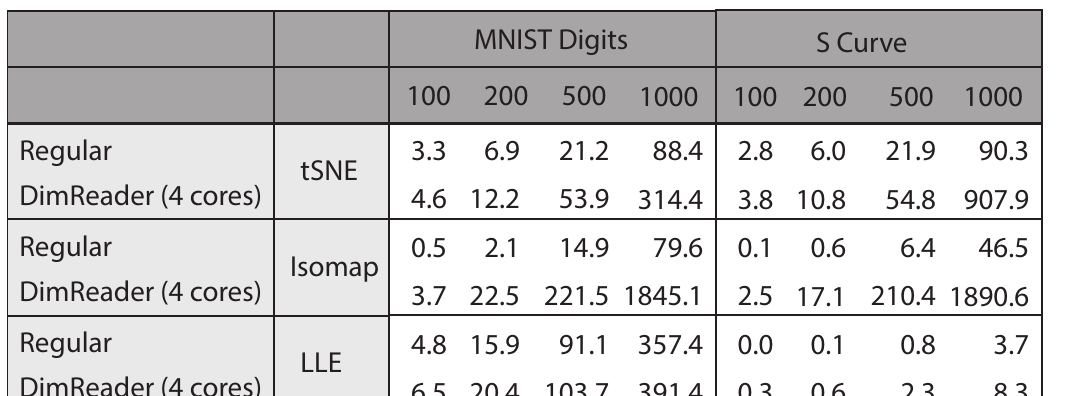 MNIST Digits S Curve
100 200 500 1000 100 200 500 1000
Regular tSNE 3.3 6.9 21.2 88.4 2.8 6.0 21.9 90.3
DimReader (4 cores) 4.6 12.2 53.9 314.4 3.8 10.8 54.8 907.9
Regular Isomap 0.5 2.1 14.9 79.6 0.1 0.6 6.4 46.5
DimReader (4 cores) 3.7 22.5 221.5 1845.1 2.5 17.1 210.4 1890.6
Regular LLE 4.8 15.9 91.1 357.4 0.0 0.1 0.8 3.7
DimReader (4 cores) 6.5 20.4 103.7 391.4 0.3 0.6 2.3 8.3